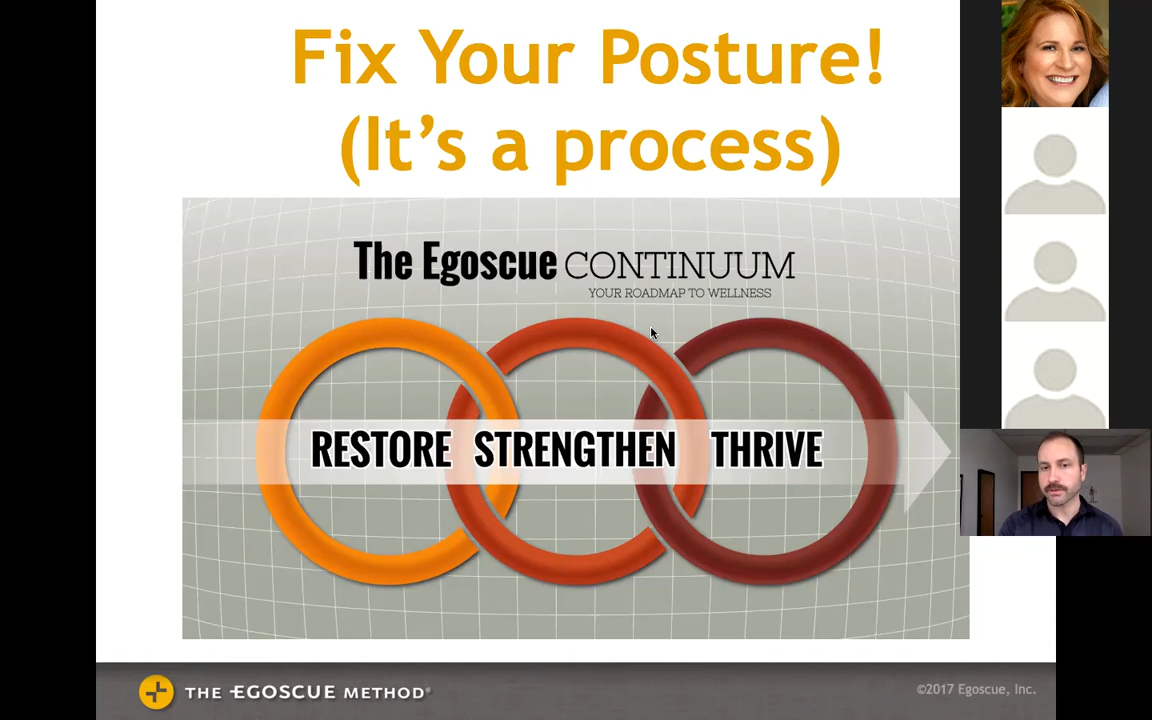 Fix Your Posture!
(It's a process)
The Egoscue CONTINUUM
YOUR ROADMAP TO WELLNESS
RESTORE STRENGTHEN THRIVE
THE EGOSCUE METHOD®
©2017 Egoscue, Inc.